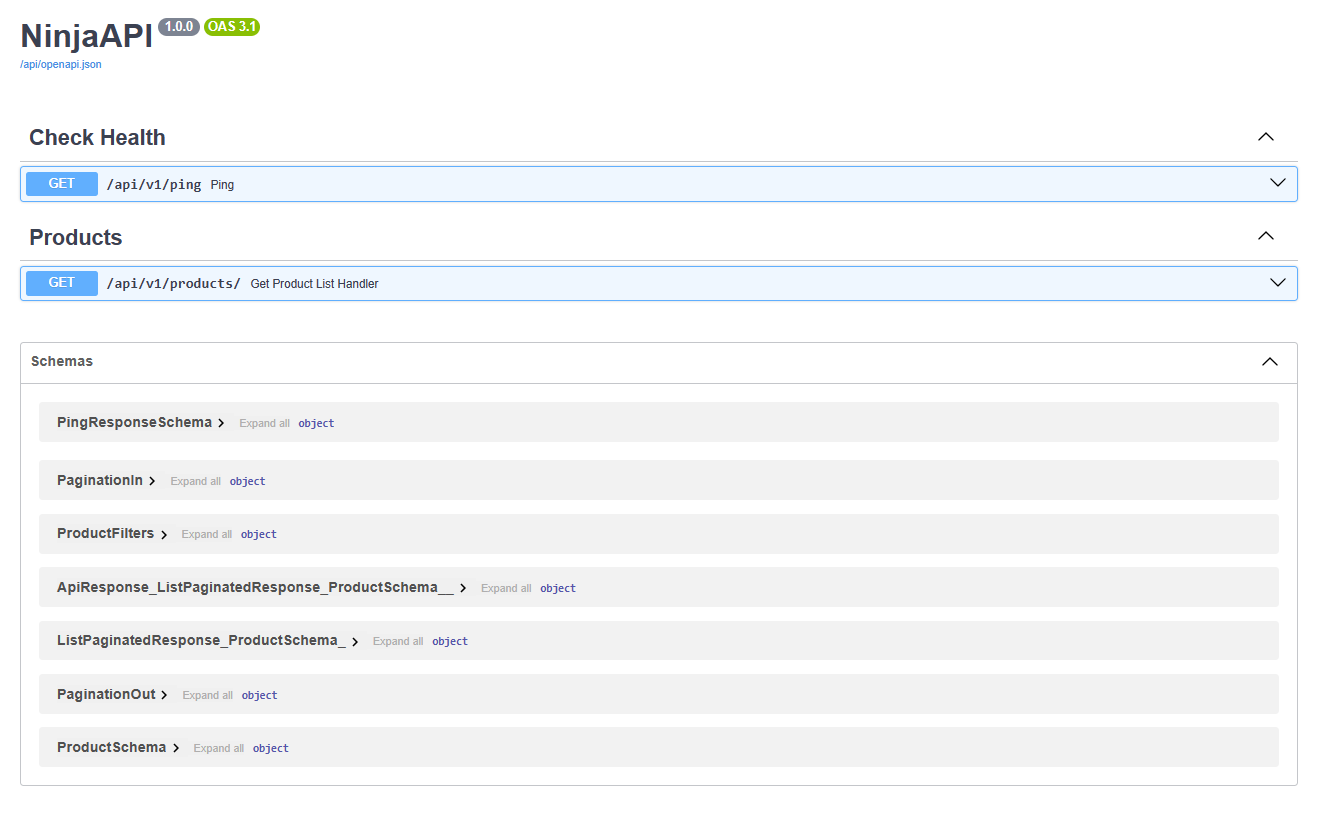 NinjaAPI 1.0.0 OAS 3.1
/api/openapi.json
Check Health
GET /api/v1/ping Ping
Products
GET /api/v1/products/ Get Product List Handler
Schemas
PingResponseSchema Expand all object
PaginationIn Expand all object
ProductFilters Expand all object
ApiResponse_ListPaginatedResponse_ProductSchema__ Expand all object
ListPaginatedResponse_ProductSchema_ Expand all object
PaginationOut Expand all object
ProductSchema Expand all object